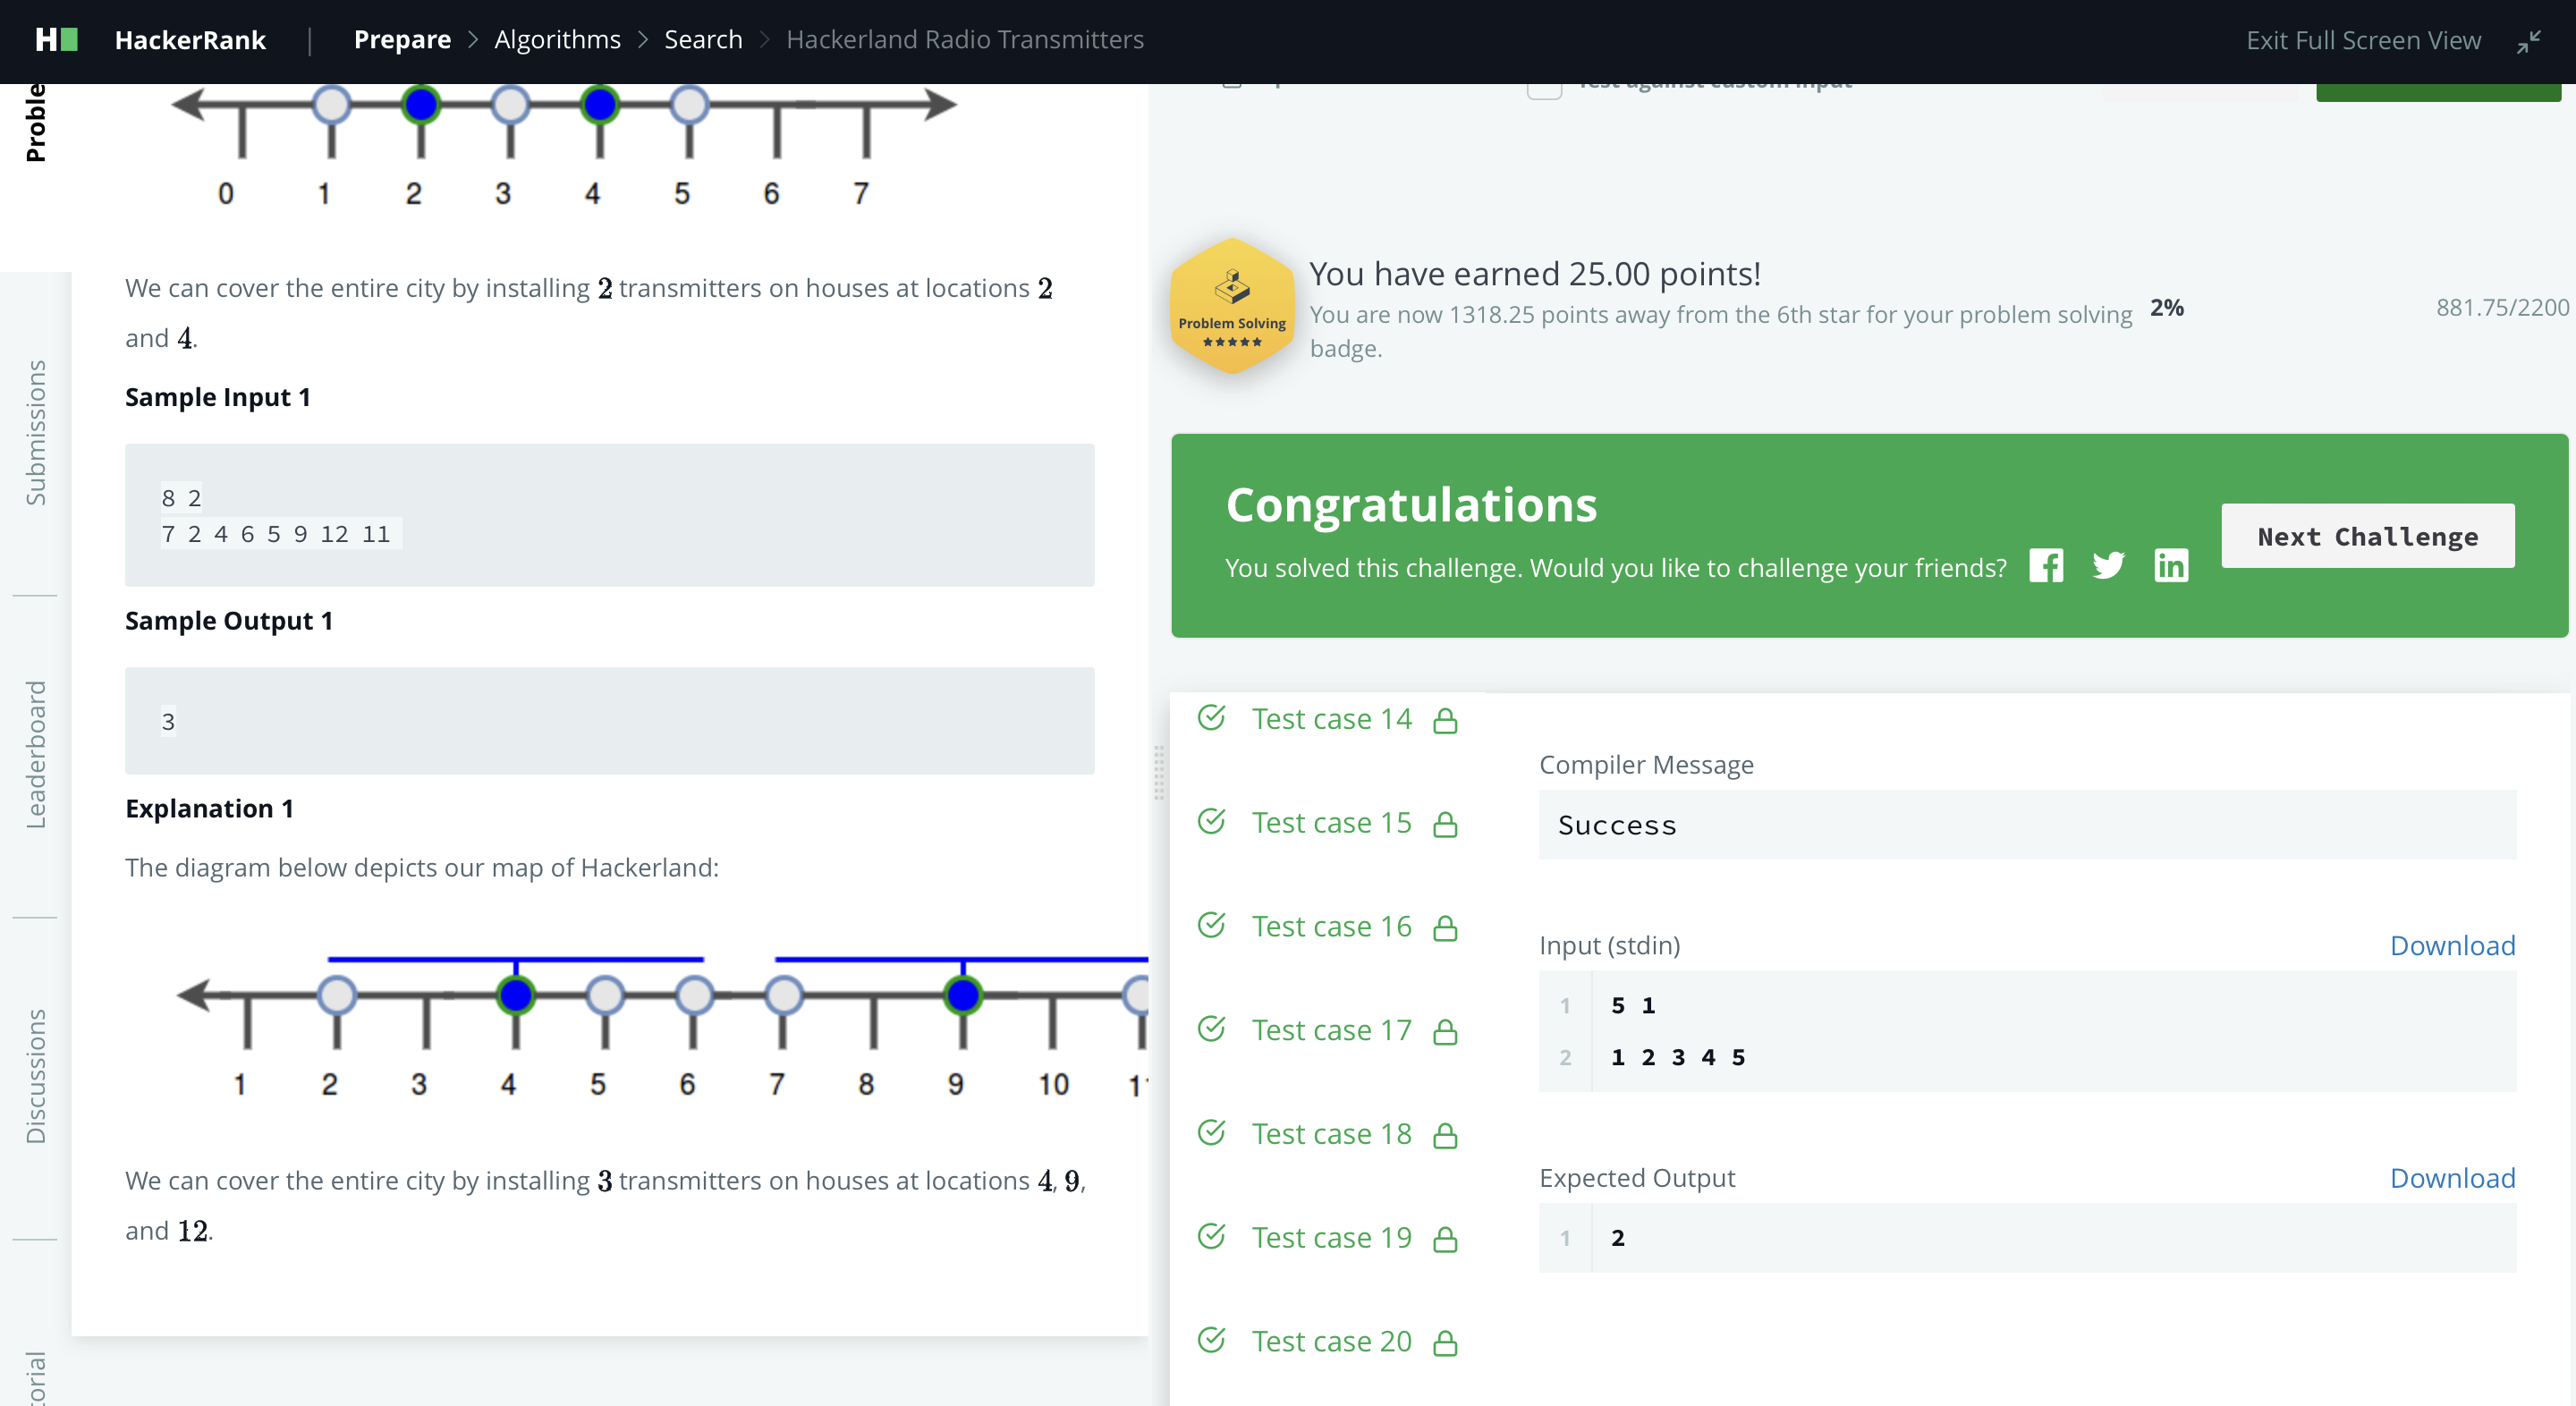 HackerRank | Prepare > Algorithms > Search > Hackerland Radio Transmitters
Exit Full Screen View
Proble
Submissions
Leaderboard
Discussions
torial
0 1 2 3 4 5 6 7
We can cover the entire city by installing 2 transmitters on houses at locations 2
and 4.
Sample Input 1
8 2
7 2 4 6 5 9 12 11
Sample Output 1
3
Explanation 1
The diagram below depicts our map of Hackerland:
1 2 3 4 5 6 7 8 9 10 11
We can cover the entire city by installing 3 transmitters on houses at locations 4, 9,
and 12.
Test against custom input
Problem Solving
You have earned 25.00 points!
You are now 1318.25 points away from the 6th star for your problem solving
badge.
2%
881.75/2200
Congratulations
You solved this challenge. Would you like to challenge your friends?
Next Challenge
Test case 14
Test case 15
Test case 16
Test case 17
Test case 18
Test case 19
Test case 20
Compiler Message
Success
Input (stdin)
Download
1 5 1
2 1 2 3 4 5
Expected Output
Download
1 2